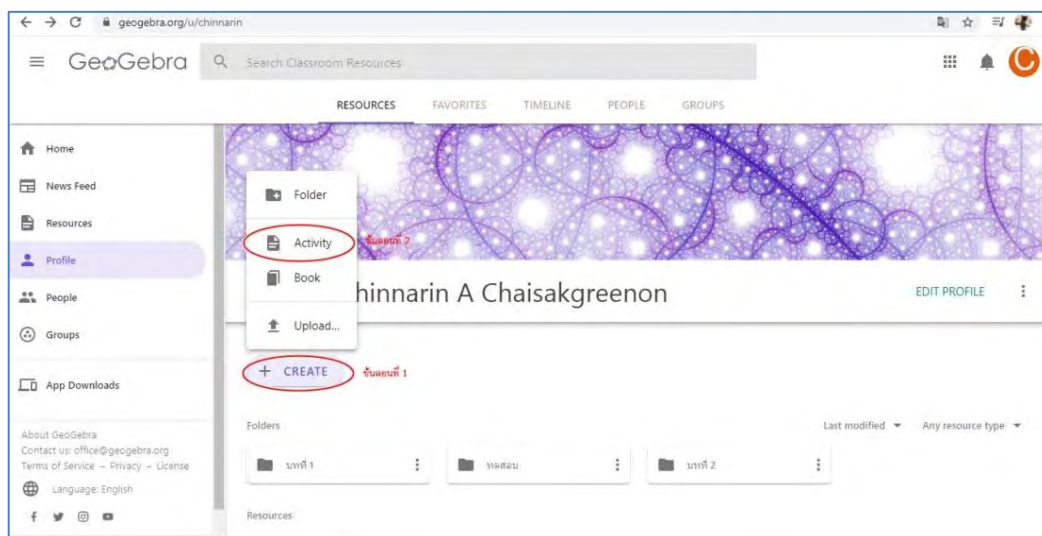 geogebra.org/u/chinnarin
GeoGebra
Search Classroom Resources
C
RESOURCES FAVORITES TIMELINE PEOPLE GROUPS
Home
News Feed
Resources
Profile
People
Groups
App Downloads
About GeoGebra
Contact us: office@geogebra.org
Terms of Service – Privacy – License
Language: English
Folder
Activity ขั้นตอนที่ 2
Book
Upload...
hinnarin A Chaisakgreenon
EDIT PROFILE
+ CREATE ขั้นตอนที่ 1
Folders
Last modified Any resource type
บทที่ 1 ทดสอบ บทที่ 2
Resources